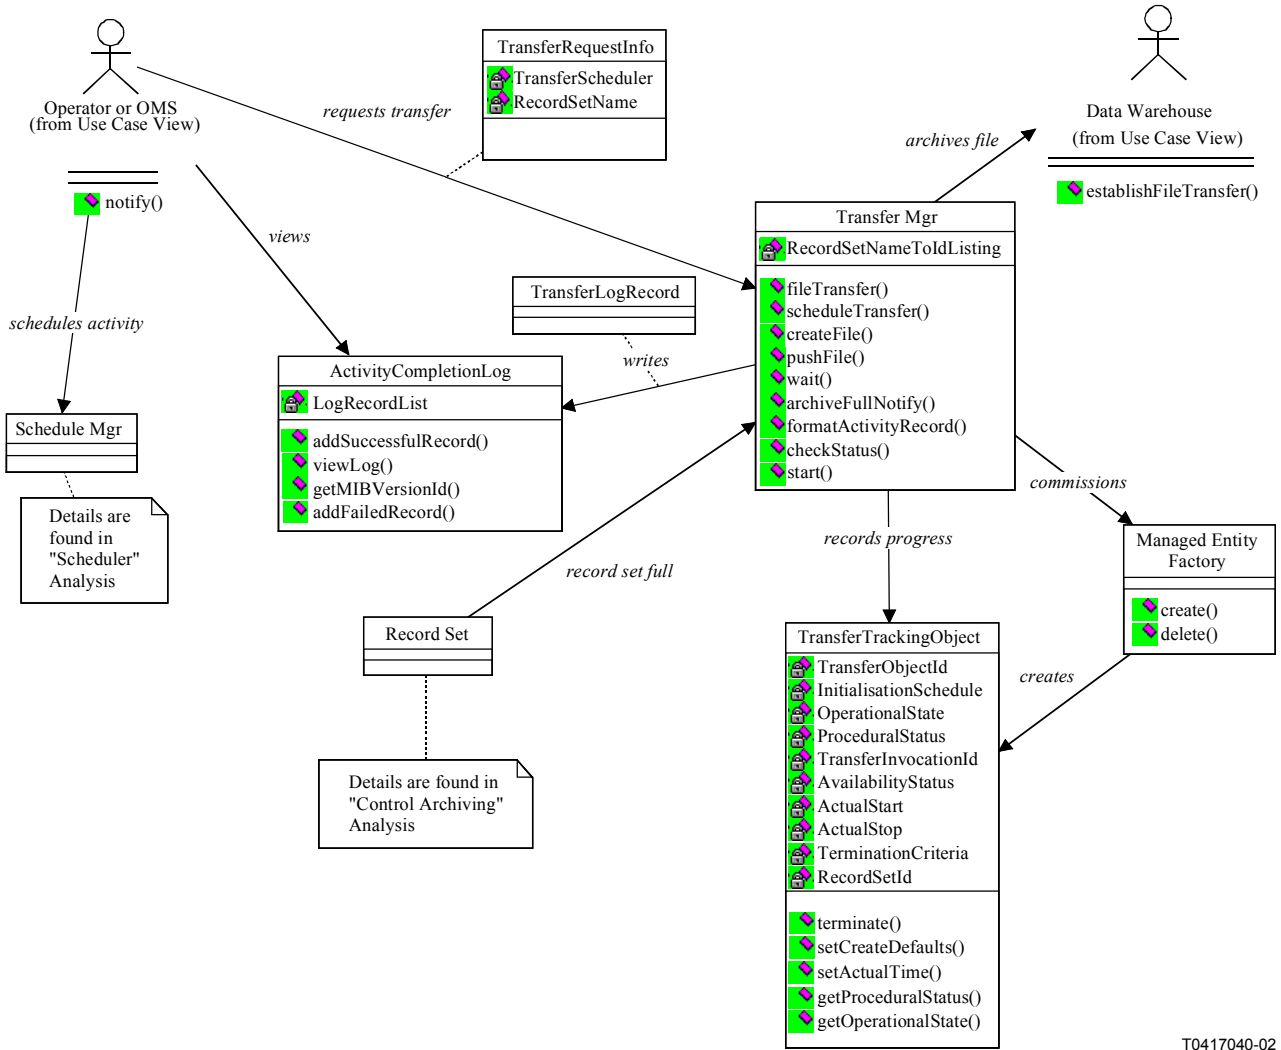 Operator or OMS
(from Use Case View)
notify()
requests transfer
TransferRequestInfo
TransferScheduler
RecordSetName
archives file
Data Warehouse
(from Use Case View)
establishFileTransfer()
views
schedules activity
Schedule Mgr
Details are
found in
"Scheduler"
Analysis
TransferLogRecord
writes
ActivityCompletionLog
LogRecordList
addSuccessfulRecord()
viewLog()
getMIBVersionId()
addFailedRecord()
Transfer Mgr
RecordSetNameToIdListing
fileTransfer()
scheduleTransfer()
createFile()
pushFile()
wait()
archiveFullNotify()
formatActivityRecord()
checkStatus()
start()
record set full
records progress
commissions
Managed Entity
Factory
create()
delete()
creates
Record Set
Details are found in
"Control Archiving"
Analysis
TransferTrackingObject
TransferObjectId
InitialisationSchedule
OperationalState
ProceduralStatus
TransferInvocationId
AvailabilityStatus
ActualStart
ActualStop
TerminationCriteria
RecordSetId
terminate()
setCreateDefaults()
setActualTime()
getProceduralStatus()
getOperationalState()
T0417040-02